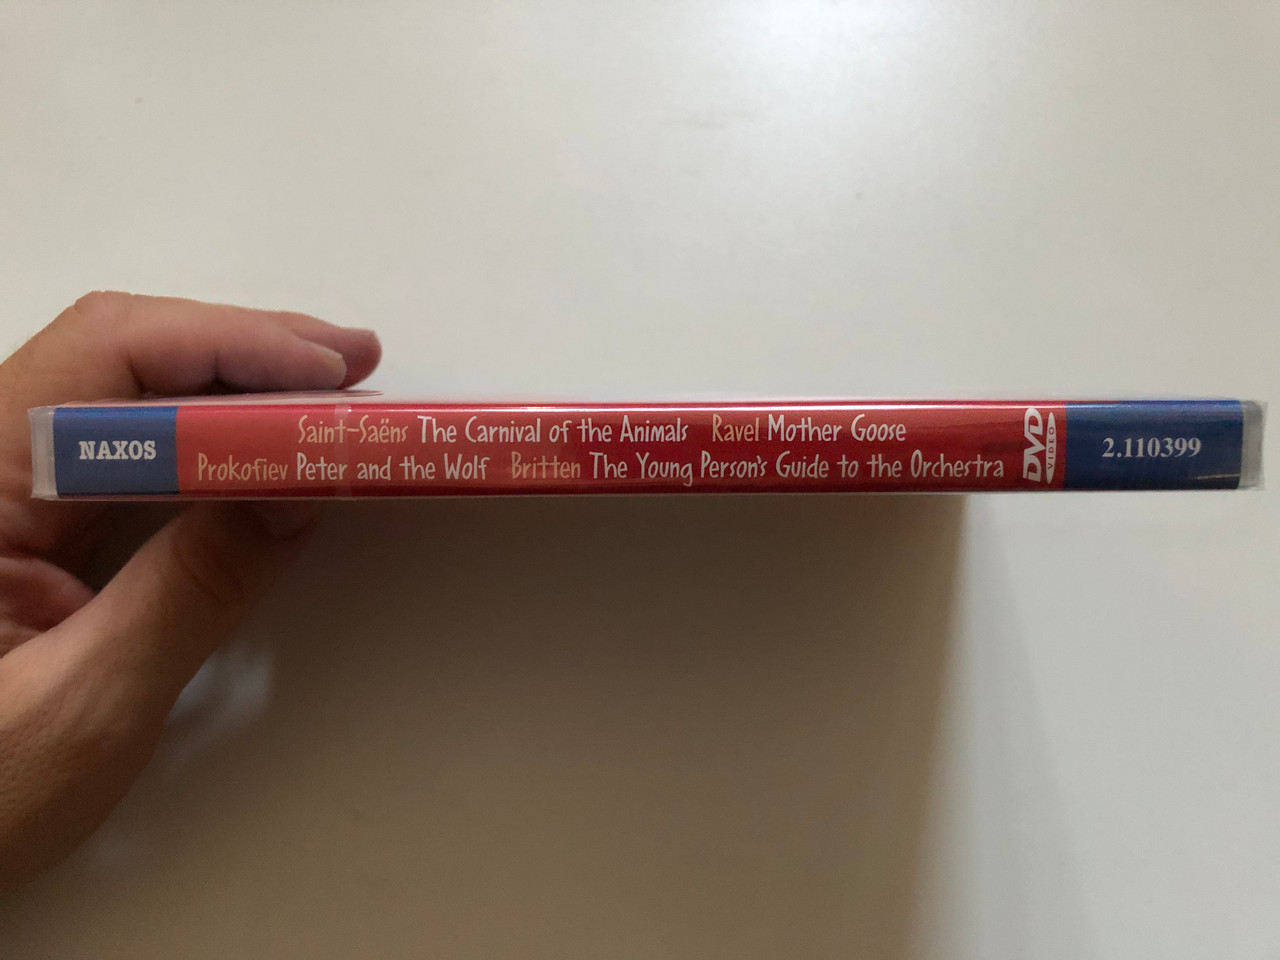 NAXOS
Saint-Saëns The Carnival of the Animals Ravel Mother Goose
Prokofiev Peter and the Wolf Britten The Young Person's Guide to the Orchestra
DVD
VIDEO
2.110399